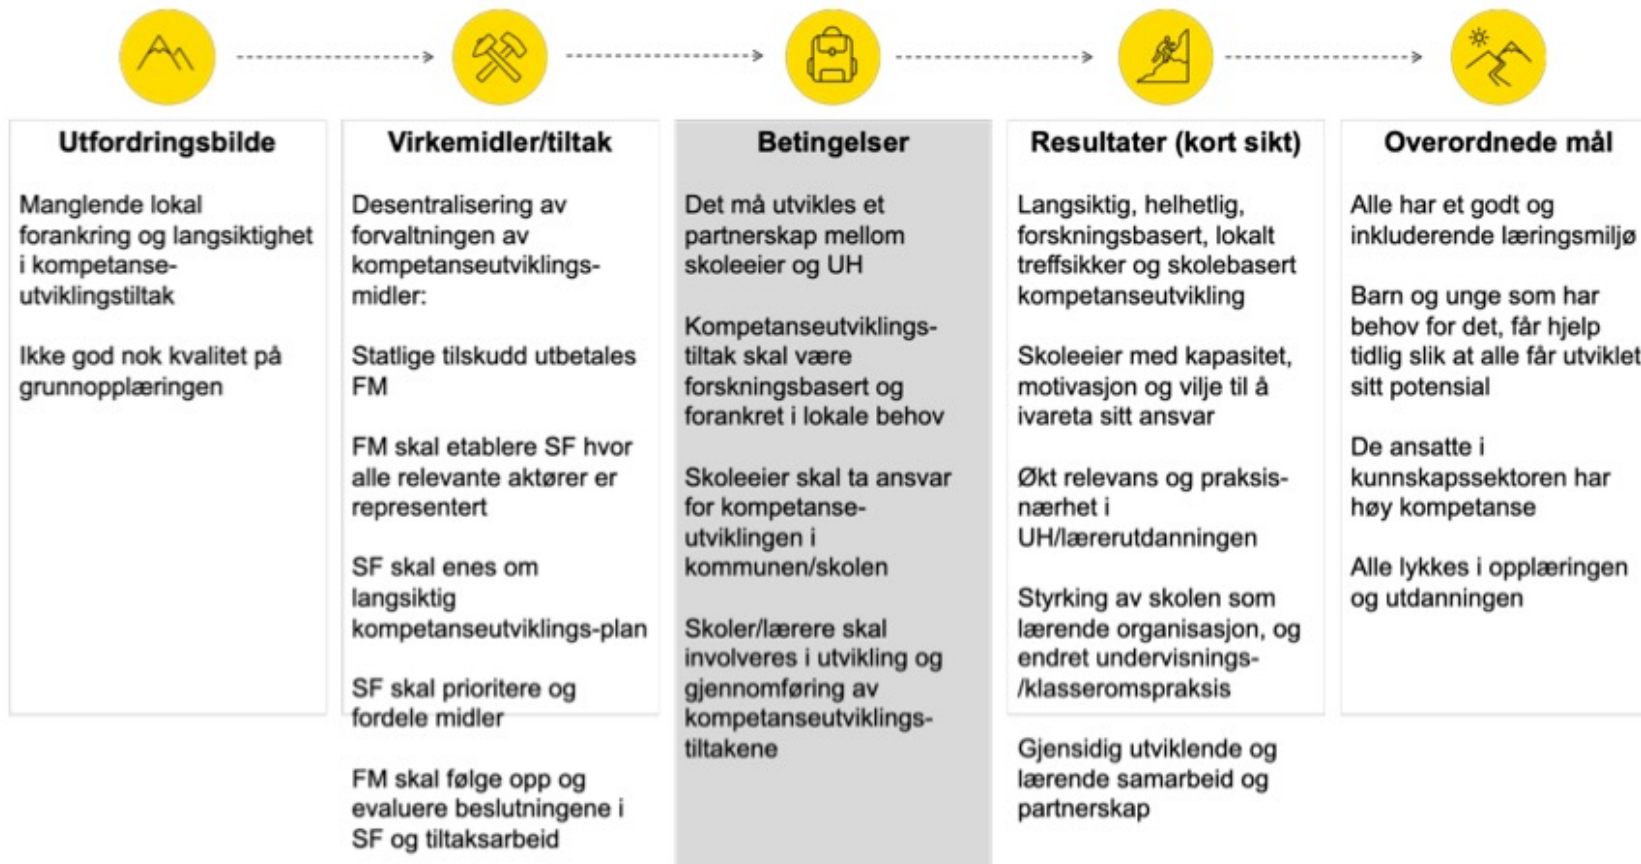 Utfordringsbilde
Manglende lokal
forankring og langsiktighet
i kompetanse-
utviklingstiltak
Ikke god nok kvalitet på
grunnopplæringen
Virkemidler/tiltak
Desentralisering av
forvaltningen av
kompetanseutviklings-
midler:
Statlige tilskudd utbetales
FM
FM skal etablere SF hvor
alle relevante aktører er
representert
SF skal enes om
langsiktig
kompetanseutviklings-plan
SF skal prioritere og
fordele midler
FM skal følge opp og
evaluere beslutningene i
SF og tiltaksarbeid
Betingelser
Det må utvikles et
partnerskap mellom
skoleeier og UH
Kompetanseutviklings-
tiltak skal være
forskningsbasert og
forankret i lokale behov
Skoleeier skal ta ansvar
for kompetanse-
utviklingen i
kommunen/skolen
Skoler/lærere skal
involveres i utvikling og
gjennomføring av
kompetanseutviklings-
tiltakene
Resultater (kort sikt)
Langsiktig, helhetlig,
forskningsbasert, lokalt
treffsikker og skolebasert
kompetanseutvikling
Skoleeier med kapasitet,
motivasjon og vilje til å
ivareta sitt ansvar
Økt relevans og praksis-
nærhet i
UH/lærerutdanningen
Styrking av skolen som
lærende organisasjon, og
endret undervisnings-
/klasseromspraksis
Gjensidig utviklende og
lærende samarbeid og
partnerskap
Overordnede mål
Alle har et godt og
inkluderende læringsmiljø
Barn og unge som har
behov for det, får hjelp
tidlig slik at alle får utviklet
sitt potensial
De ansatte i
kunnskapssektoren har
høy kompetanse
Alle lykkes i opplæringen
og utdanningen